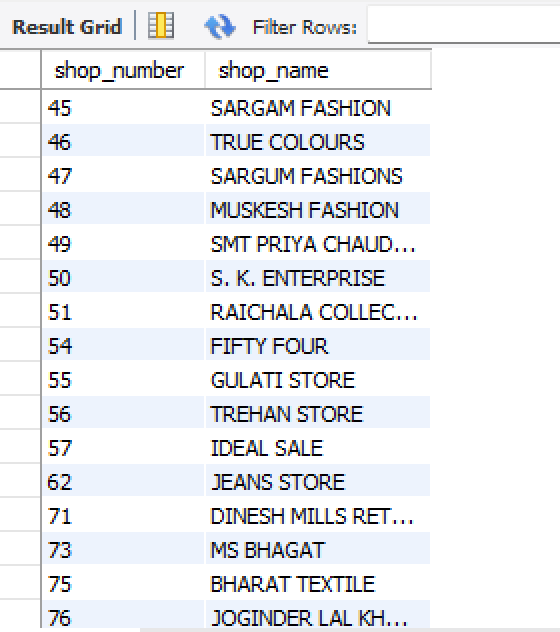 Result Grid Filter Rows:
shop_number shop_name
45 SARGAM FASHION
46 TRUE COLOURS
47 SARGUM FASHIONS
48 MUSKESH FASHION
49 SMT PRIYA CHAUD...
50 S. K. ENTERPRISE
51 RAICHALA COLLEC...
54 FIFTY FOUR
55 GULATI STORE
56 TREHAN STORE
57 IDEAL SALE
62 JEANS STORE
71 DINESH MILLS RET...
73 MS BHAGAT
75 BHARAT TEXTILE
76 JOGINDER LAL KH...